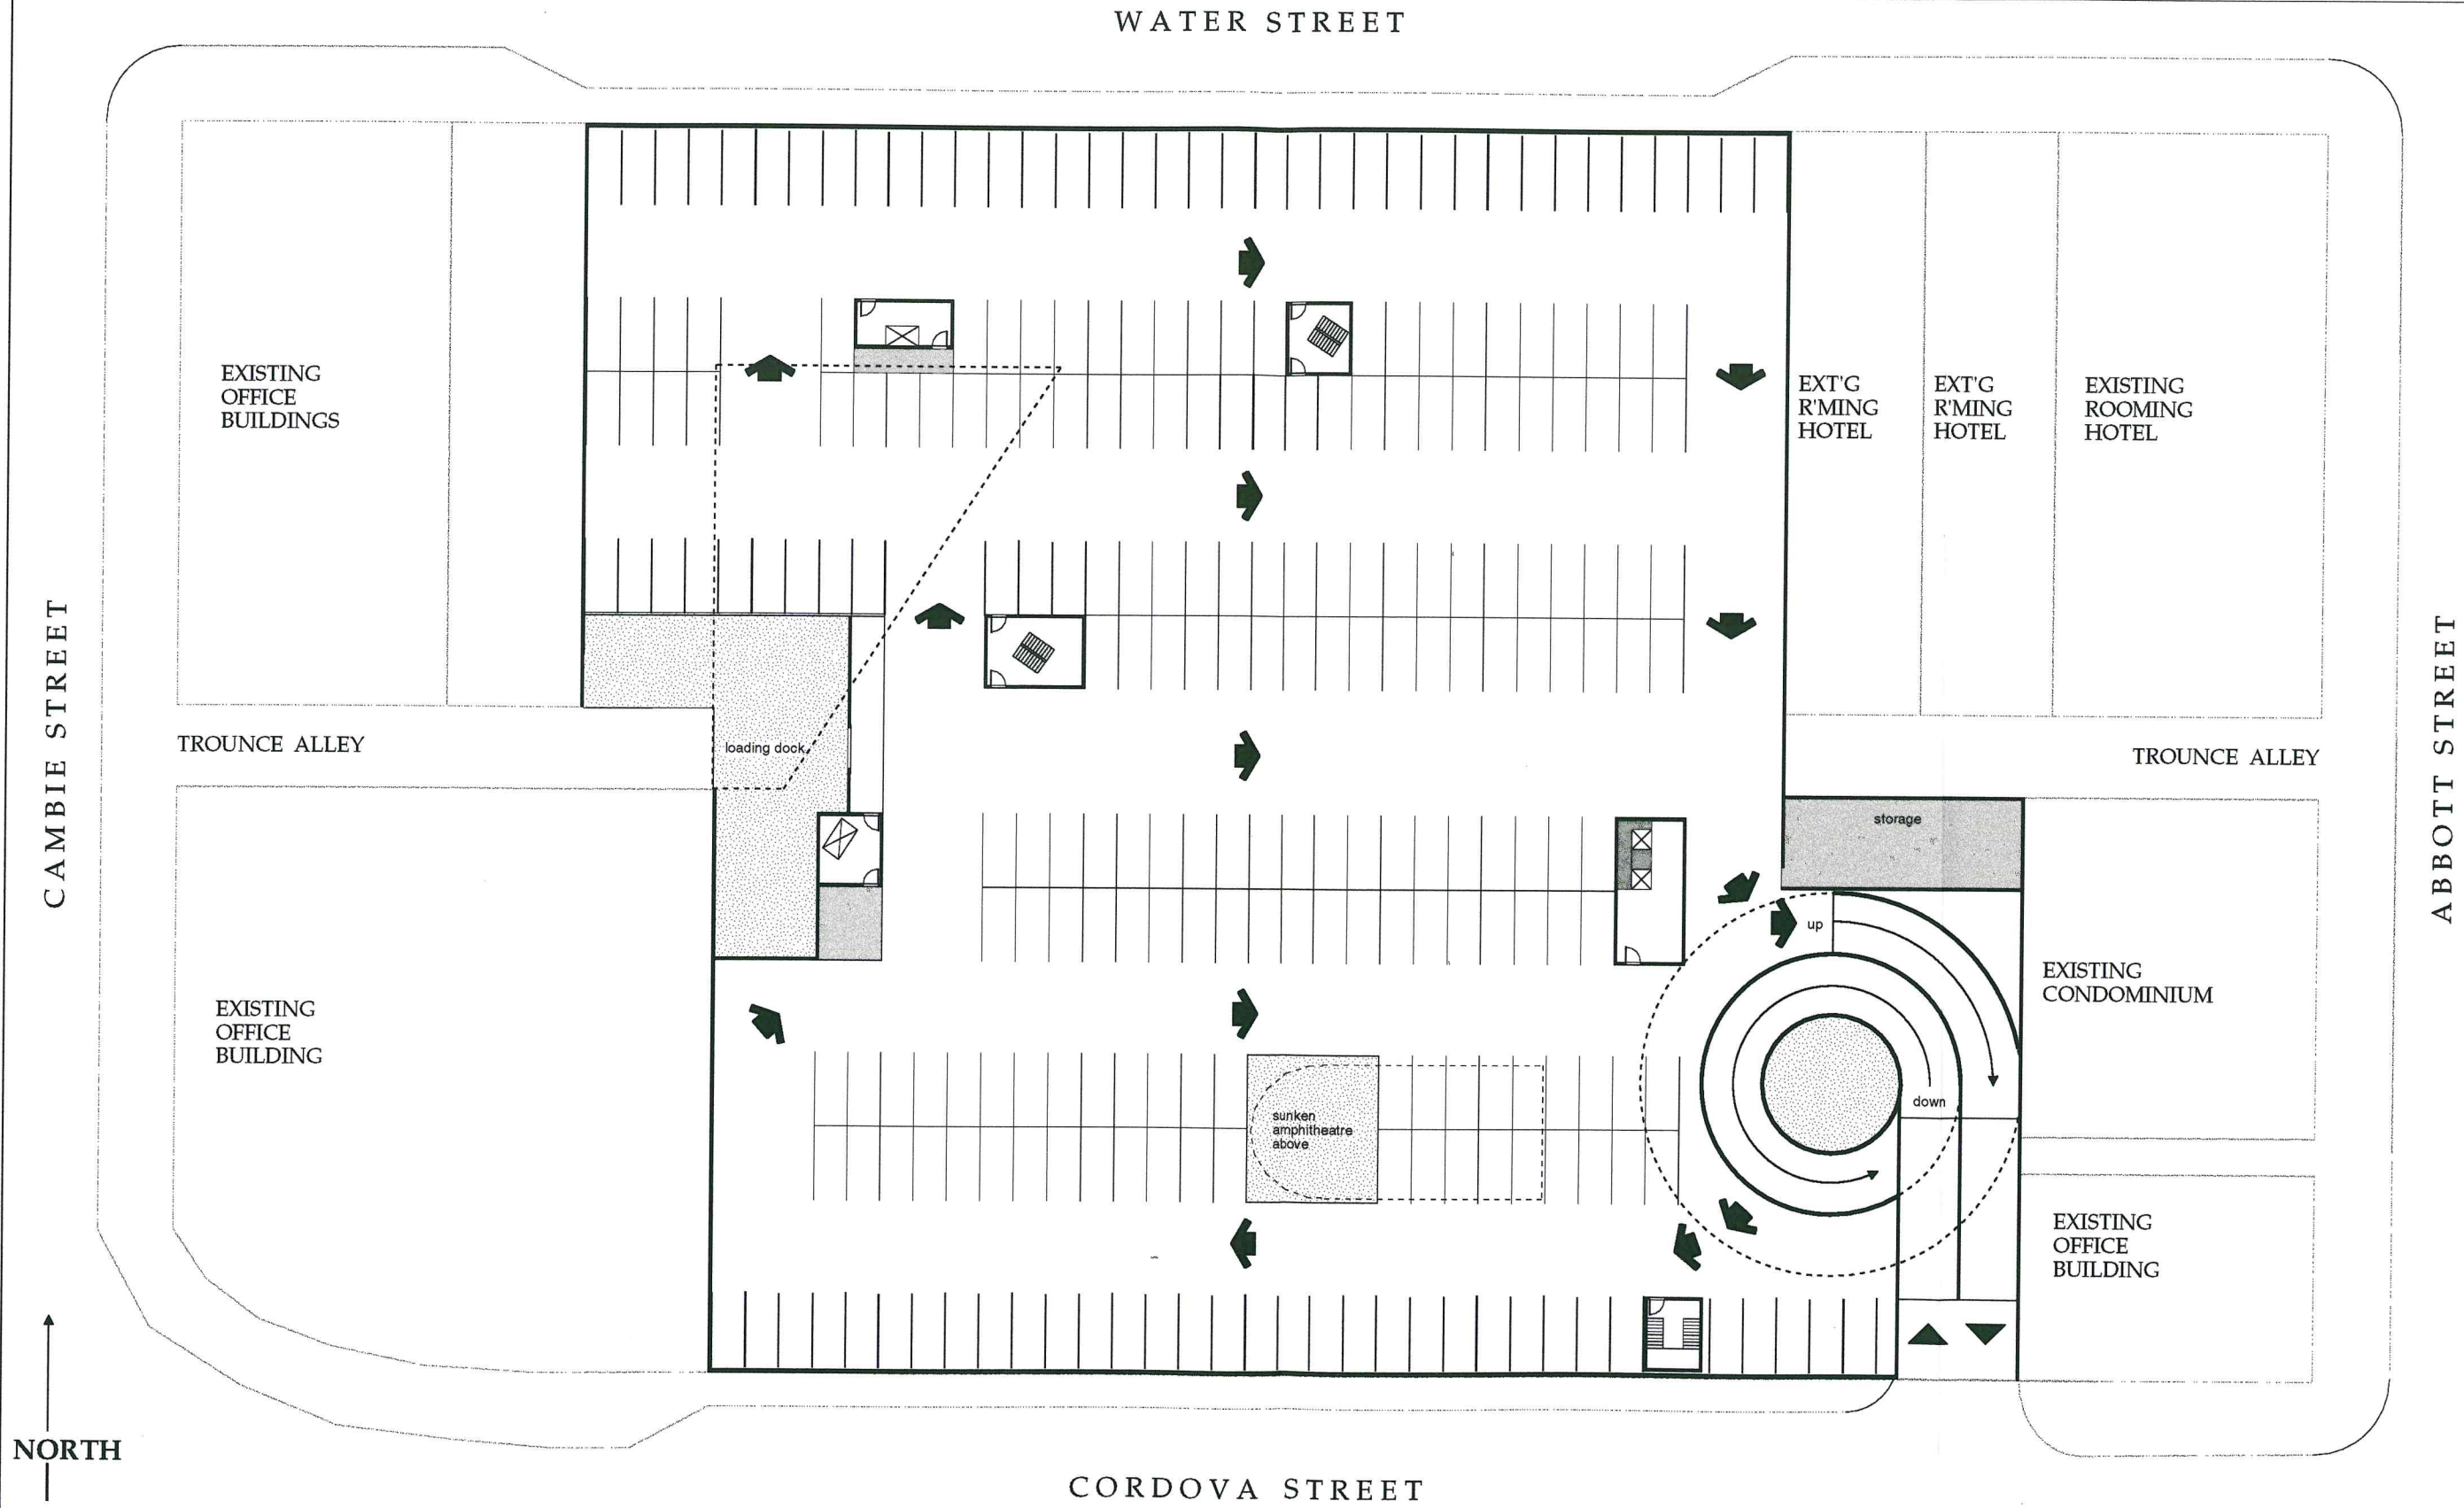 WATER STREET
EXISTING
OFFICE
BUILDINGS
EXT'G
R'MING
HOTEL
EXT'G
R'MING
HOTEL
EXISTING
ROOMING
HOTEL
CAMBIE STREET
ABBOTT STREET
TROUNCE ALLEY
loading dock
TROUNCE ALLEY
storage
up
EXISTING
CONDOMINIUM
EXISTING
OFFICE
BUILDING
down
sunken
amphitheatre
above
EXISTING
OFFICE
BUILDING
NORTH
CORDOVA STREET